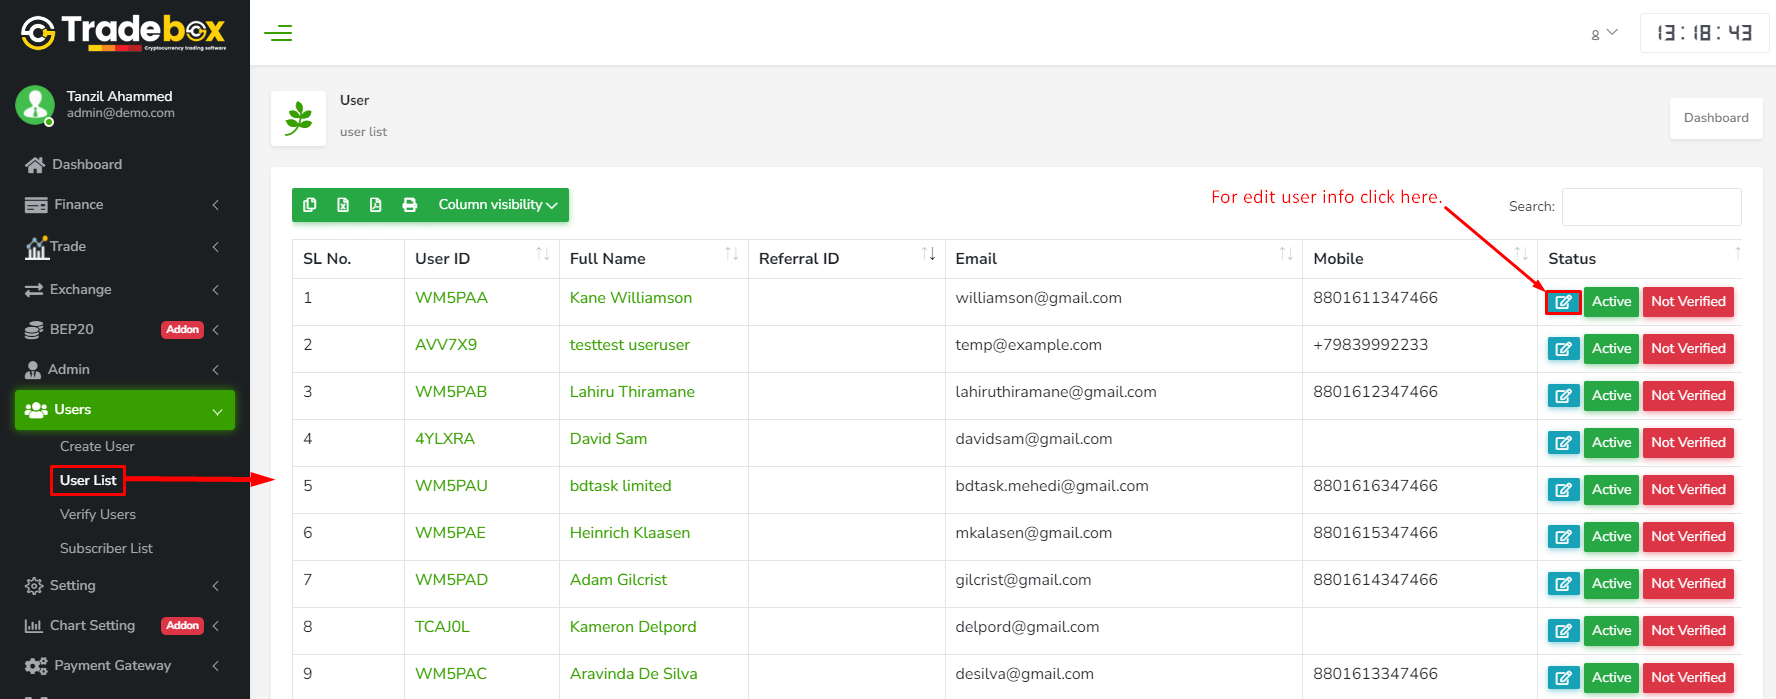 Tradebox
Cryptocurrency trading software
13:18:43
Tanzil Ahammed
admin@demo.com
Dashboard
Finance
Trade
Exchange
BEP20 Addon
Admin
Users
Create User
User List
Verify Users
Subscriber List
Setting
Chart Setting Addon
Payment Gateway
User
user list
Dashboard
Column visibility
For edit user info click here.
Search:
SL No. User ID Full Name Referral ID Email Mobile Status
1 WM5PAA Kane Williamson williamson@gmail.com 8801611347466 Active Not Verified
2 AVV7X9 testtest useruser temp@example.com +79839992233 Active Not Verified
3 WM5PAB Lahiru Thiramane lahiruthiramane@gmail.com 8801612347466 Active Not Verified
4 4YLXRA David Sam davidsam@gmail.com Active Not Verified
5 WM5PAU bdtask limited bdtask.mehedi@gmail.com 8801616347466 Active Not Verified
6 WM5PAE Heinrich Klaasen mkalasen@gmail.com 8801615347466 Active Not Verified
7 WM5PAD Adam Gilcrist gilcrist@gmail.com 8801614347466 Active Not Verified
8 TCAJ0L Kameron Delpord delpord@gmail.com Active Not Verified
9 WM5PAC Aravinda De Silva desilva@gmail.com 8801613347466 Active Not Verified